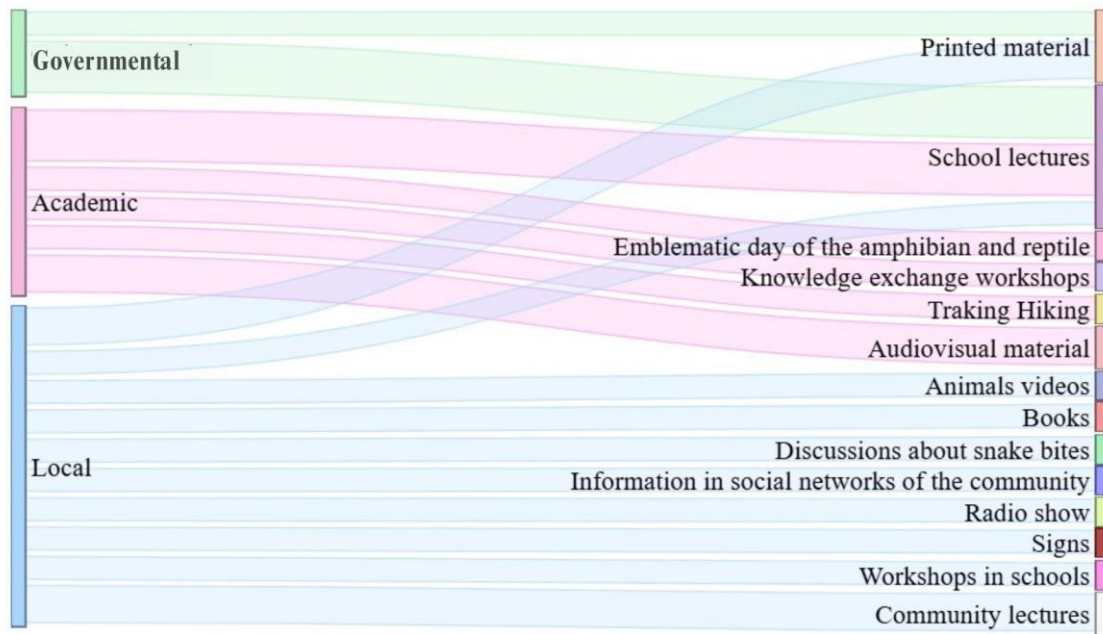 Governmental
Academic
Local
Printed material
School lectures
Emblematic day of the amphibian and reptile
Knowledge exchange workshops
Traking Hiking
Audiovisual material
Animals videos
Books
Discussions about snake bites
Information in social networks of the community
Radio show
Signs
Workshops in schools
Community lectures